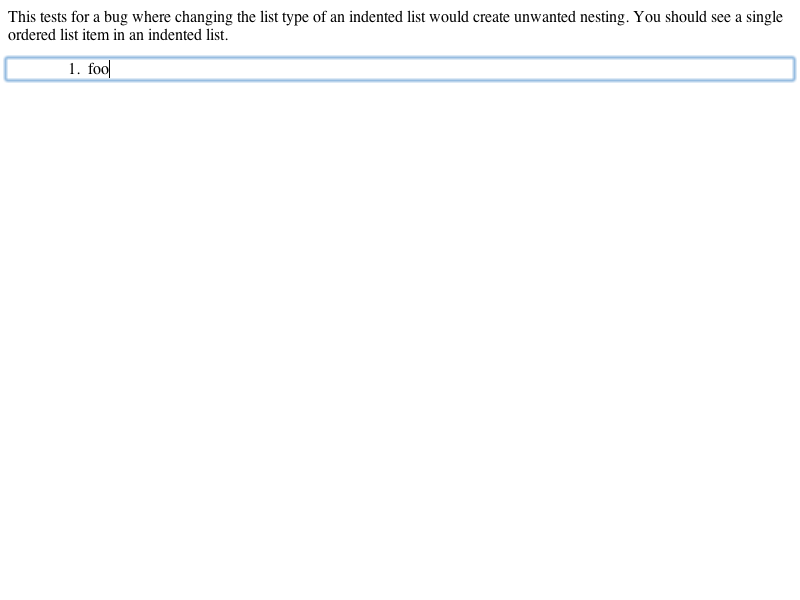 This tests for a bug where changing the list type of an indented list would create unwanted nesting. You should see a single
ordered list item in an indented list.
1. foo